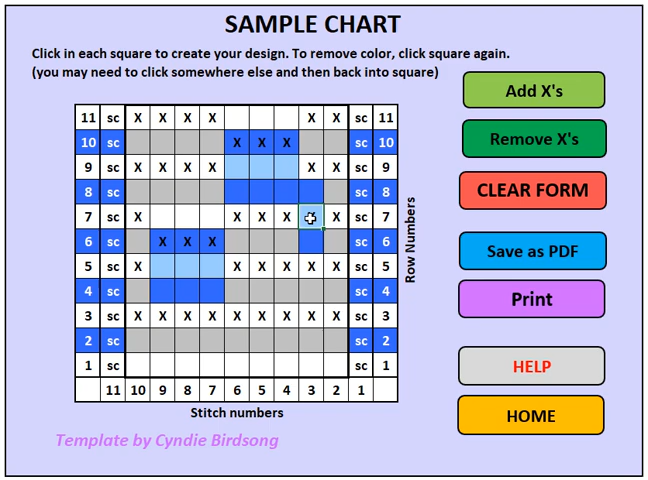 SAMPLE CHART
Click in each square to create your design. To remove color, click square again.
(you may need to click somewhere else and then back into square)
11 sc X X X X X X sc 11
10 sc X X X sc 10
9 sc X X X X X X sc 9
8 sc sc 8
7 sc X X X X X sc 7
6 sc X X X sc 6
5 sc X X X X X X sc 5
4 sc sc 4
3 sc X X X X X X X X X sc 3
2 sc sc 2
1 sc sc 1
11 10 9 8 7 6 5 4 3 2 1
Stitch numbers
Row Numbers
Template by Cyndie Birdsong
Add X's
Remove X's
CLEAR FORM
Save as PDF
Print
HELP
HOME